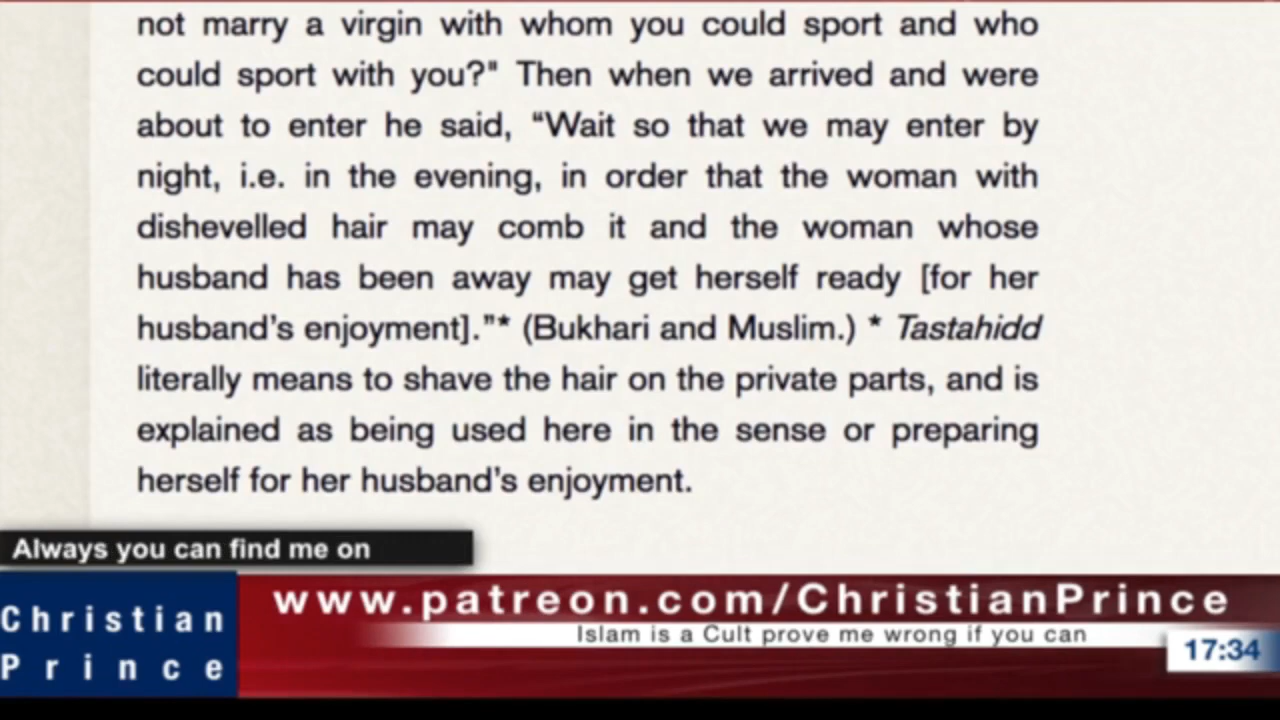 not marry a virgin with whom you could sport and who
could sport with you?" Then when we arrived and were
about to enter he said, “Wait so that we may enter by
night, i.e. in the evening, in order that the woman with
dishevelled hair may comb it and the woman whose
husband has been away may get herself ready [for her
husband’s enjoyment].”* (Bukhari and Muslim.) * Tastahidd
literally means to shave the hair on the private parts, and is
explained as being used here in the sense or preparing
herself for her husband’s enjoyment.
Always you can find me on
Christian
Prince
www.patreon.com/ChristianPrince
Islam is a Cult prove me wrong if you can
17:34